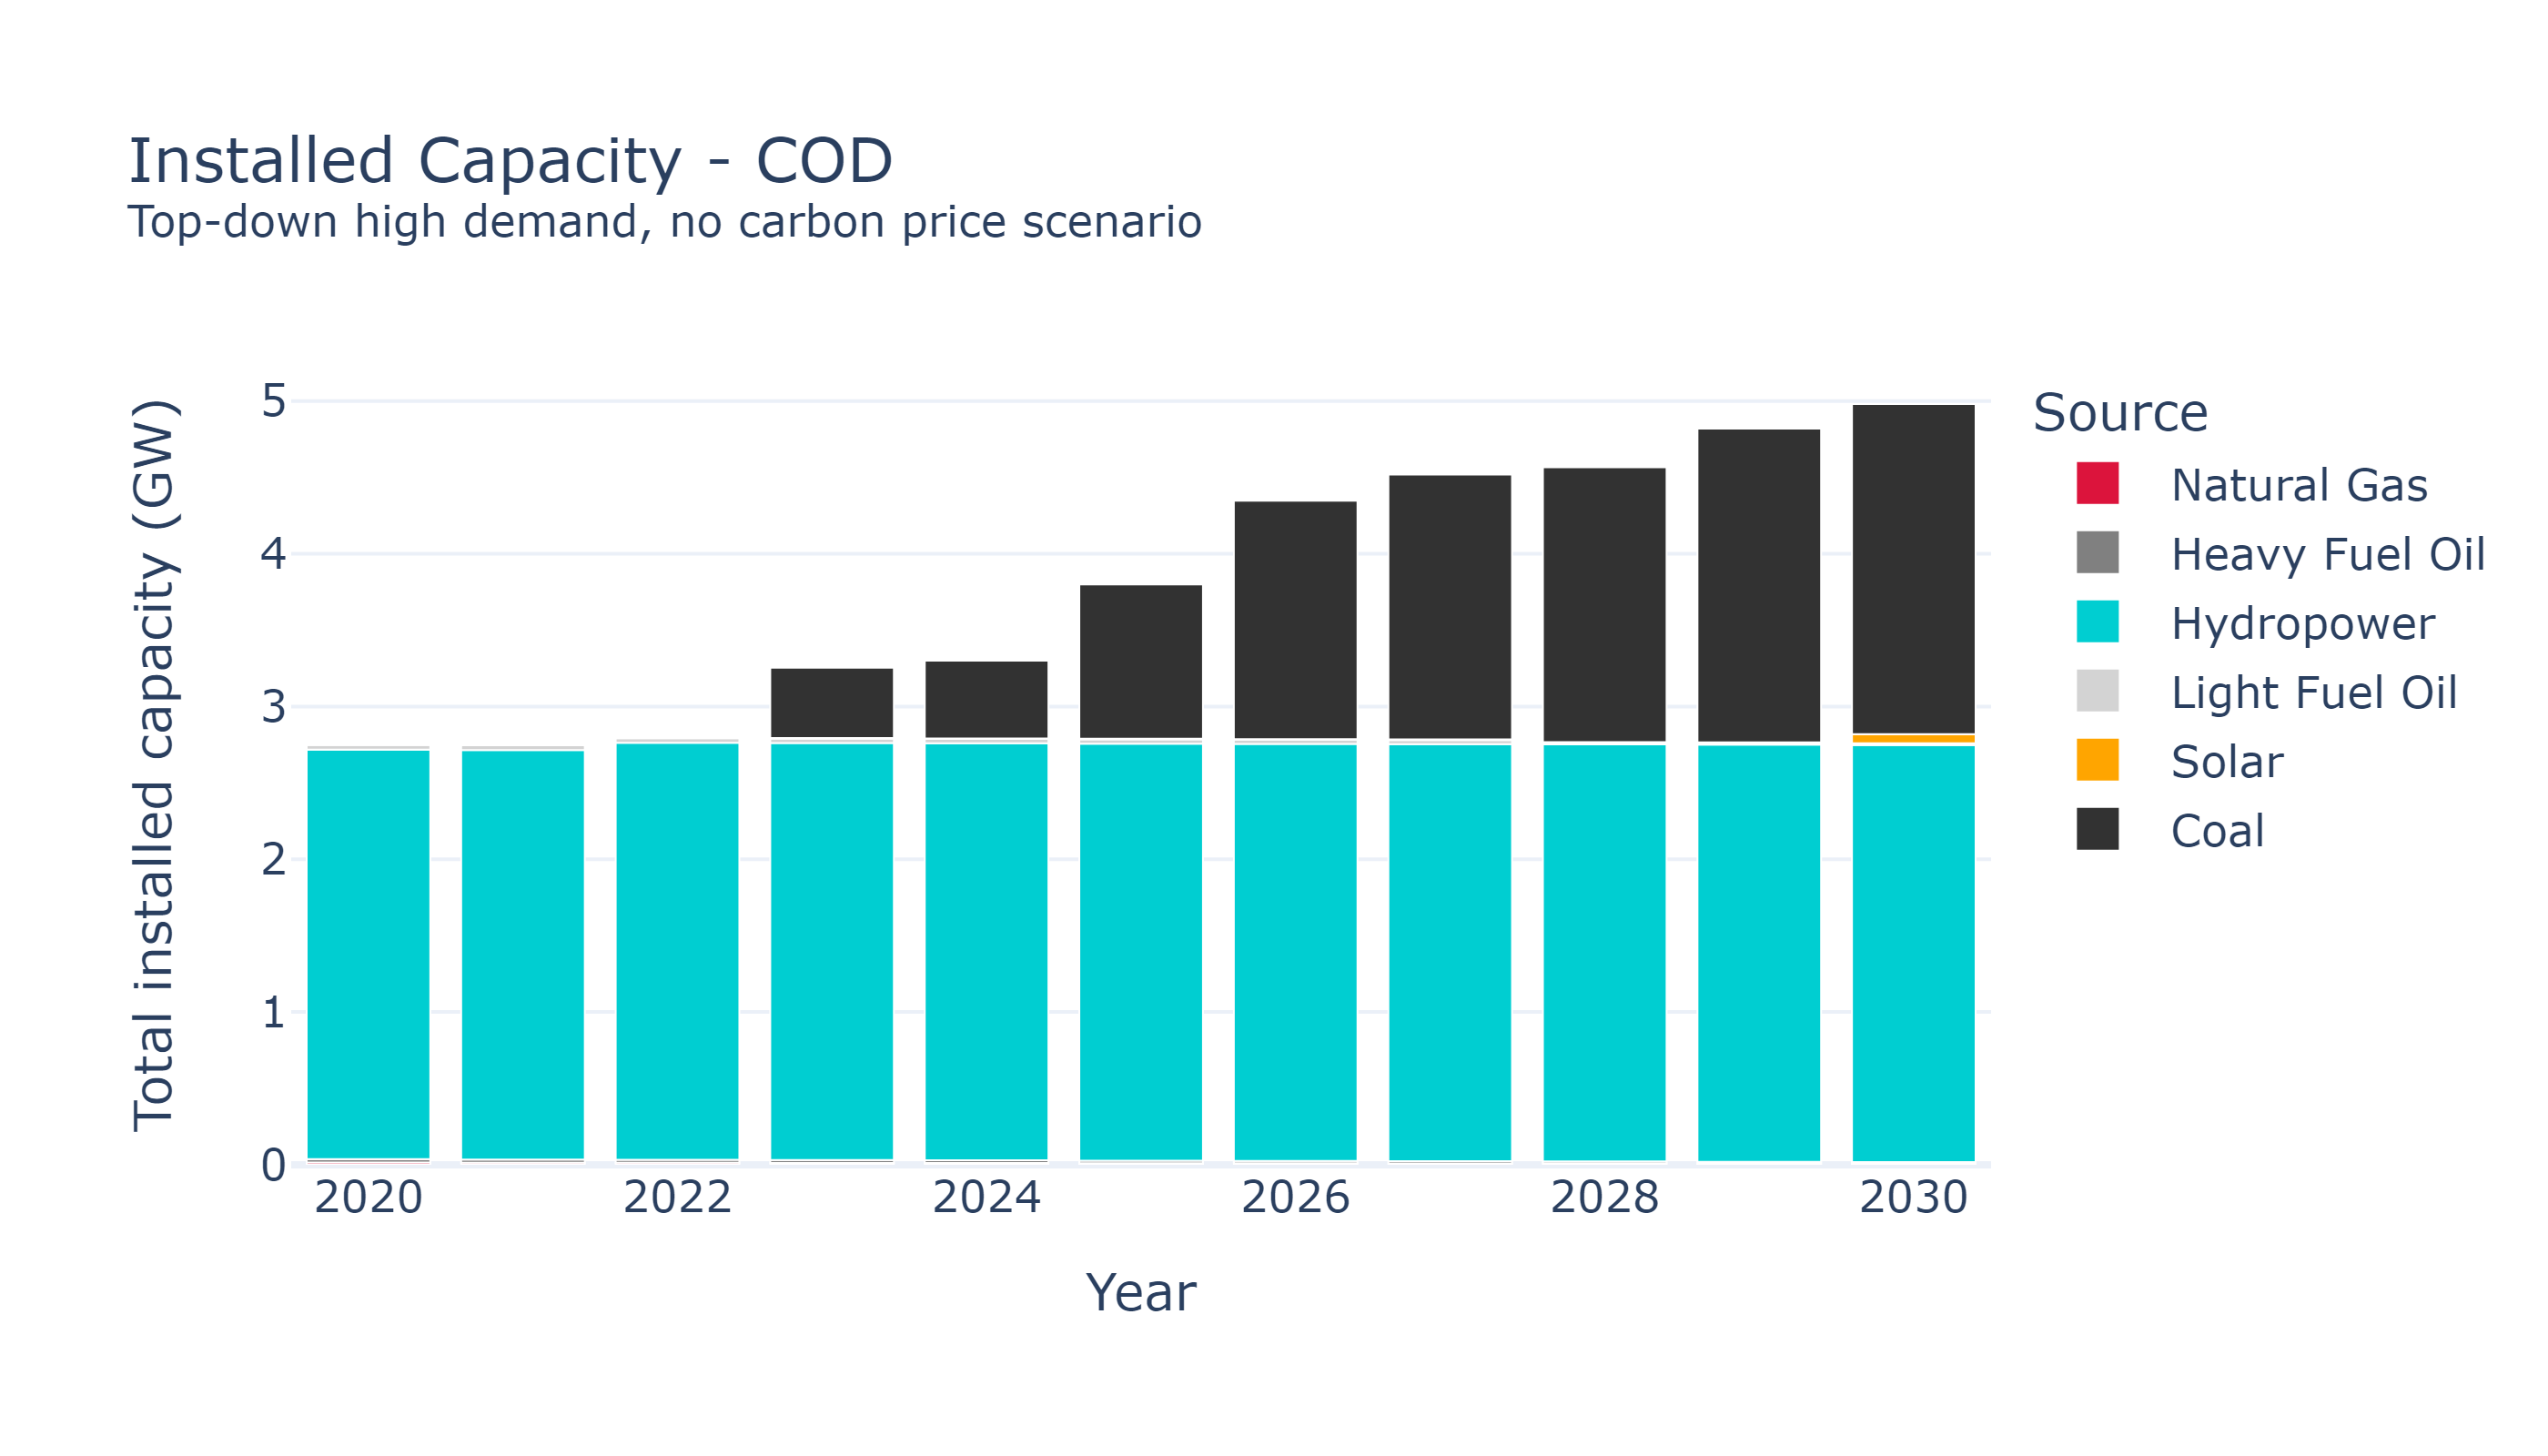 Installed Capacity - COD
Top-down high demand, no carbon price scenario
Total installed capacity (GW)
5
4
3
2
1
0
2020
2022
2024
2026
2028
2030
Year
Source
Natural Gas
Heavy Fuel Oil
Hydropower
Light Fuel Oil
Solar
Coal